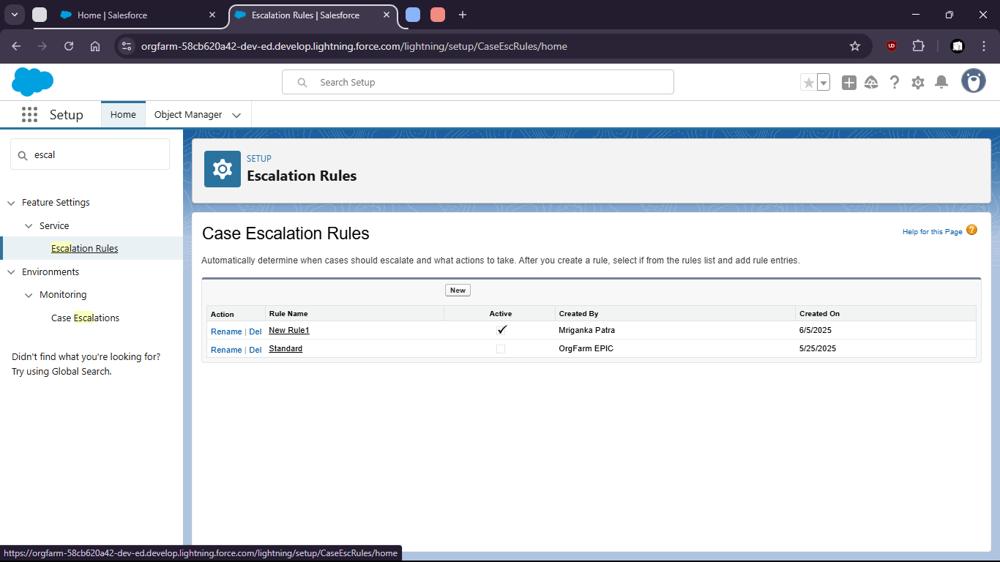 Home | Salesforce
Escalation Rules | Salesforce
orgfarm-58cb620a42-dev-ed.develop.lightning.force.com/lightning/setup/CaseEscRules/home
UD
Search Setup
Setup
Home
Object Manager
escal
Feature Settings
Service
Escalation Rules
Environments
Monitoring
Case Escalations
Didn't find what you're looking for?
Try using Global Search.
SETUP
Escalation Rules
Case Escalation Rules
Help for this Page ?
Automatically determine when cases should escalate and what actions to take. After you create a rule, select if from the rules list and add rule entries.
New
Action Rule Name Active Created By Created On
Rename | Del New Rule1 Mriganka Patra 6/5/2025
Rename | Del Standard OrgFarm EPIC 5/25/2025
https://orgfarm-58cb620a42-dev-ed.develop.lightning.force.com/lightning/setup/CaseEscRules/home